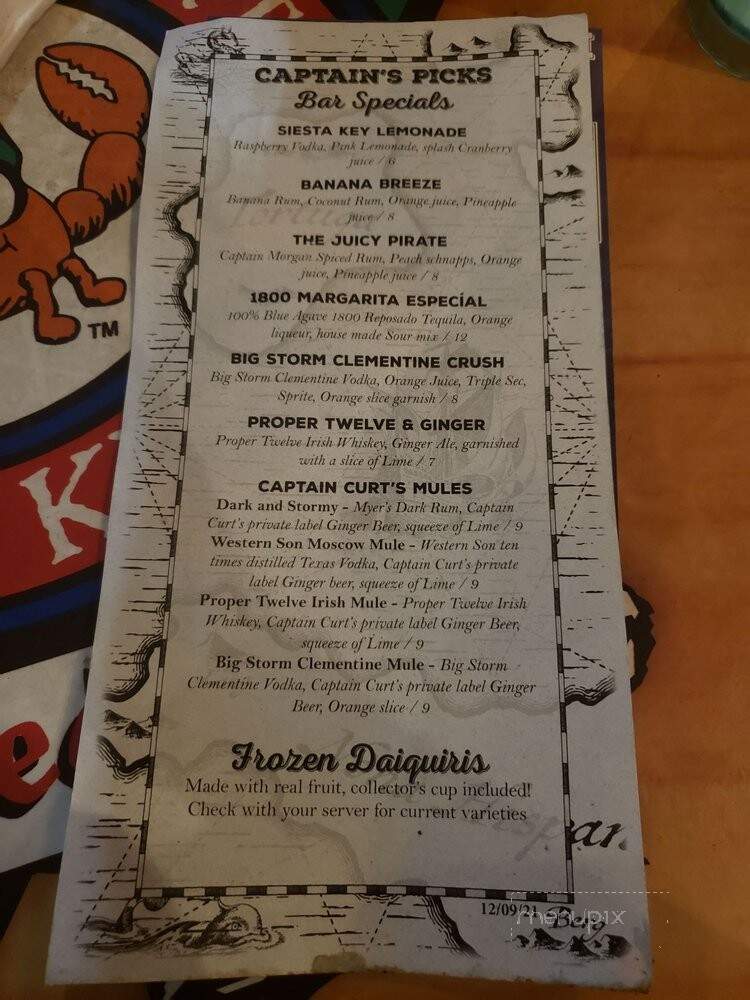 CAPTAIN'S PICKS
Bar Specials
SIESTA KEY LEMONADE
Raspberry Vodka, Pink Lemonade, splash Cranberry
juice / 6
BANANA BREEZE
Banana Rum, Coconut Rum, Orange juice, Pineapple
juice / 8
THE JUICY PIRATE
Captain Morgan Spiced Rum, Peach schnapps, Orange
juice, Pineapple juice / 8
1800 MARGARITA ESPECÍAL
100% Blue Agave 1800 Reposado Tequila, Orange
liqueur, house made Sour mix / 12
BIG STORM CLEMENTINE CRUSH
Big Storm Clementine Vodka, Orange Juice, Triple Sec,
Sprite, Orange slice garnish / 8
PROPER TWELVE & GINGER
Proper Twelve Irish Whiskey, Ginger Ale, garnished
with a slice of Lime / 7
CAPTAIN CURT'S MULES
Dark and Stormy - Myer's Dark Rum, Captain
Curt's private label Ginger Beer, squeeze of Lime / 9
Western Son Moscow Mule - Western Son ten
times distilled Texas Vodka, Captain Curt's private
label Ginger beer, squeeze of Lime / 9
Proper Twelve Irish Mule - Proper Twelve Irish
Whiskey, Captain Curt's private label Ginger Beer,
squeeze of Lime / 9
Big Storm Clementine Mule - Big Storm
Clementine Vodka, Captain Curt's private label Ginger
Beer, Orange slice / 9
Frozen Daiquiris
Made with real fruit, collector's cup included!
Check with your server for current varieties
12/09/21
menupix
TM